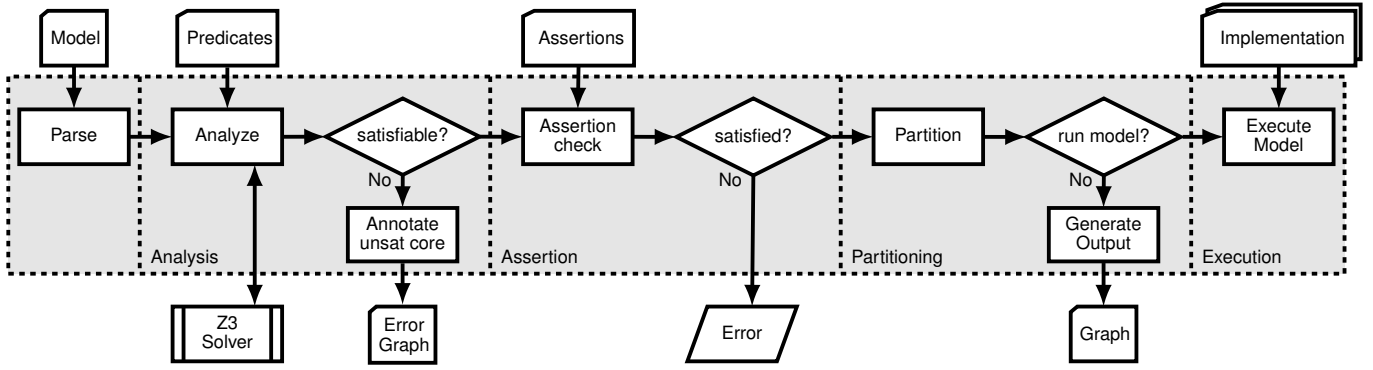 Model
Predicates
Assertions
Implementation
Parse
Analyze
satisfiable?
Assertion
check
satisfied?
Partition
run model?
Execute
Model
No
No
No
Annotate
unsat core
Generate
Output
Analysis
Assertion
Partitioning
Execution
Z3
Solver
Error
Graph
Error
Graph